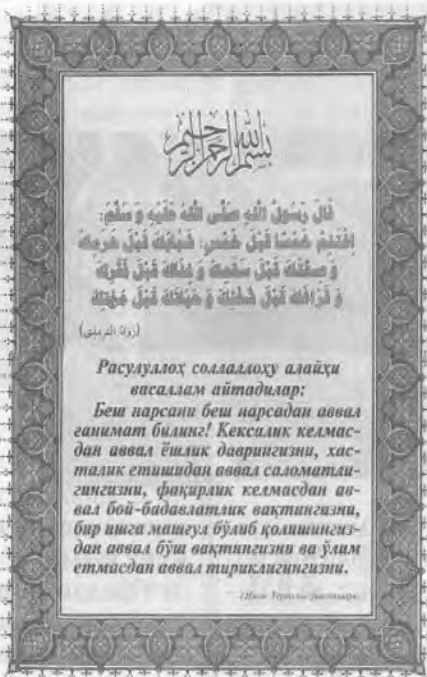 بسم الله الرحمن الرحيم
قَالَ رَسُولُ اللهِ صَلَّى اللهُ عَلَيْهِ وَ سَلَّمَ:
اِغْتَنِمْ خَمْسًا قَبْلَ خَمْسٍ: شَبَابَكَ قَبْلَ هَرَمِكَ
وَ صِحَّتَكَ قَبْلَ سَقَمِكَ وَ غِنَاكَ قَبْلَ فَقْرِكَ
وَ فَرَاغَكَ قَبْلَ شُغْلِكَ وَ حَيَاتَكَ قَبْلَ
Расулуллоҳ соллаллоҳу алайҳи
васаллам айтадилар:
Беш нарсани беш нарсадан аввал
ғанимат билинг! Кексалик келмас-
дан аввал ёшлик даврингизни, хас-
талик етишидан аввал саломатли-
гингизни, фақирлик келмасдан ав-
вал бой-бадавлатлик вақтингизни,
бир ишга машғул бўлиб қолишингиз-
дан аввал бўш вақтингизни ва ўлим
етмасдан аввал тириклигингизни.